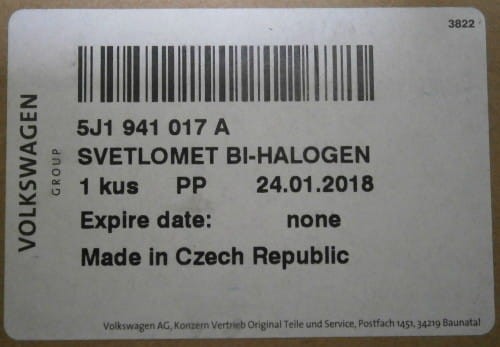 3822
VOLKSWAGEN
GROUP
5J1 941 017 A
SVETLOMET BI-HALOGEN
1 kus PP 24.01.2018
Expire date: none
Made in Czech Republic
Volkswagen AG, Konzern Vertrieb Original Teile und Service, Postfach 1451, 34219 Baunatal